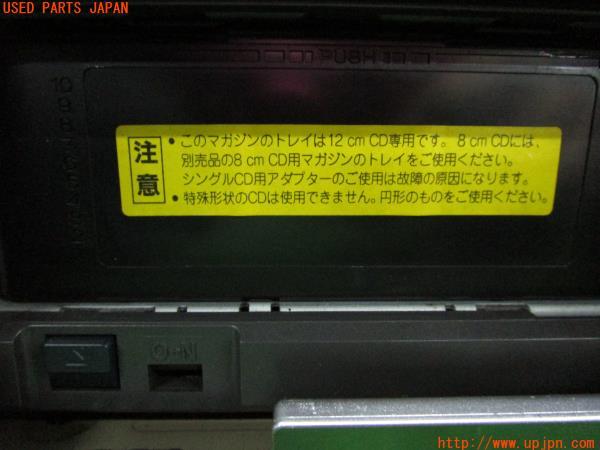 USED PARTS JAPAN
PUSH
10
9
8
注意
• このマガジンのトレイは12 cm CD専用です。8 cm CDには、
別売品の8 cm CD用マガジンのトレイをご使用ください。
シングルCD用アダプターのご使用は故障の原因になります。
• 特殊形状のCDは使用できません。円形のものをご使用ください。
http://www.upjpn.com/